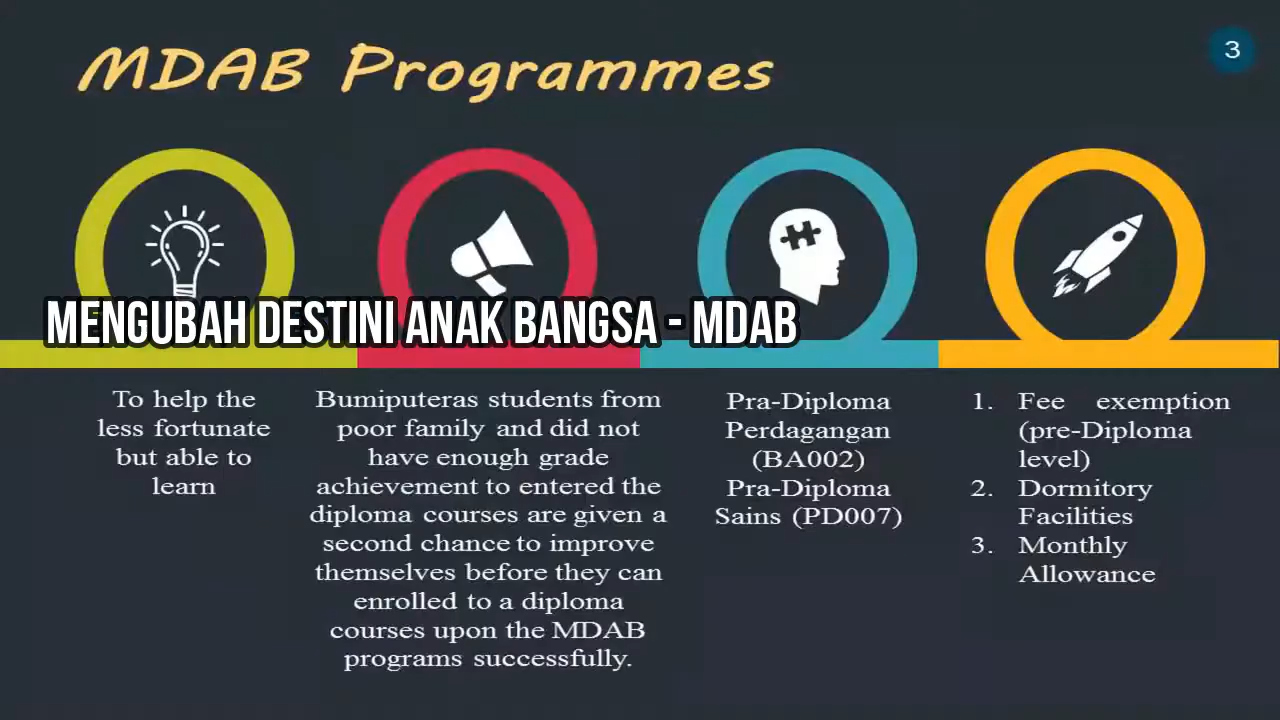 MDAB Programmes
3
MENGUBAH DESTINI ANAK BANGSA - MDAB
To help the
less fortunate
but able to
learn
Bumiputeras students from
poor family and did not
have enough grade
achievement to entered the
diploma courses are given a
second chance to improve
themselves before they can
enrolled to a diploma
courses upon the MDAB
programs successfully.
Pra-Diploma
Perdagangan
(BA002)
Pra-Diploma
Sains (PD007)
1. Fee exemption
(pre-Diploma
level)
2. Dormitory
Facilities
3. Monthly
Allowance